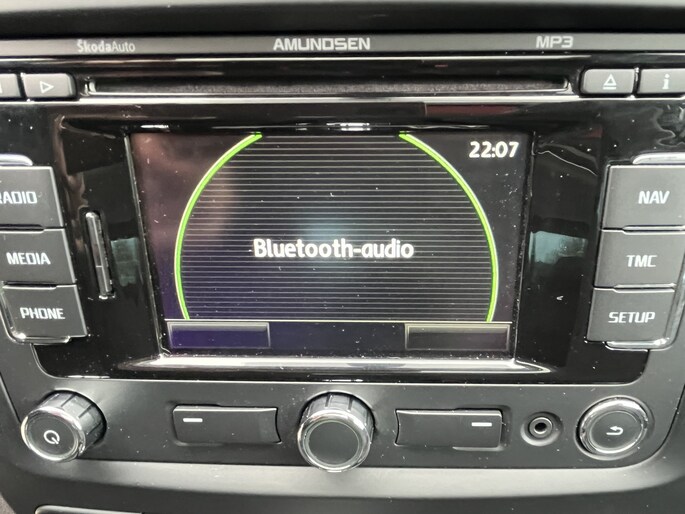 ŠkodaAuto
AMUNDSEN
MP3
i
22:07
RADIO
NAV
Bluetooth-audio
MEDIA
TMC
PHONE
SETUP